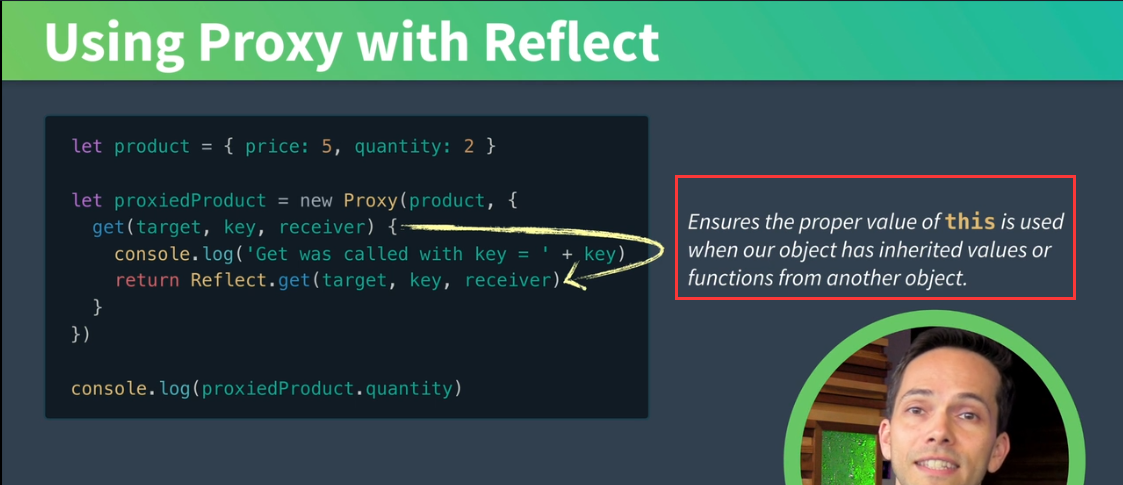 Using Proxy with Reflect
let product = { price: 5, quantity: 2 }
let proxiedProduct = new Proxy(product, {
get(target, key, receiver) {
console.log('Get was called with key = ' + key)
return Reflect.get(target, key, receiver)
}
})
console.log(proxiedProduct.quantity)
Ensures the proper value of this is used
when our object has inherited values or
functions from another object.